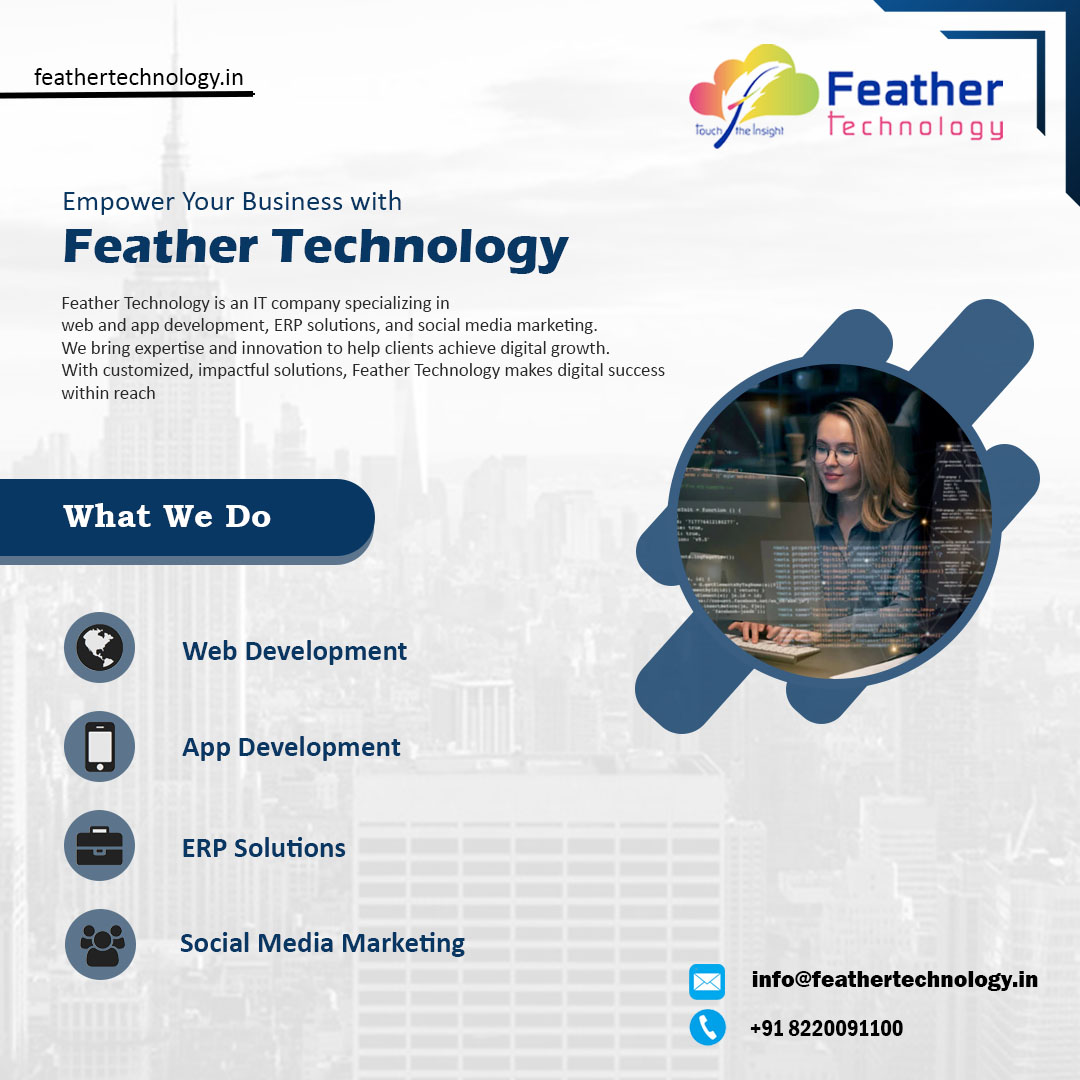 feathertechnology.in
Feather
Technology
Touch the Insight
Empower Your Business with
Feather Technology
Feather Technology is an IT company specializing in
web and app development, ERP solutions, and social media marketing.
We bring expertise and innovation to help clients achieve digital growth.
With customized, impactful solutions, Feather Technology makes digital success
within reach
What We Do
Web Development
App Development
ERP Solutions
Social Media Marketing
info@feathertechnology.in
+91 8220091100